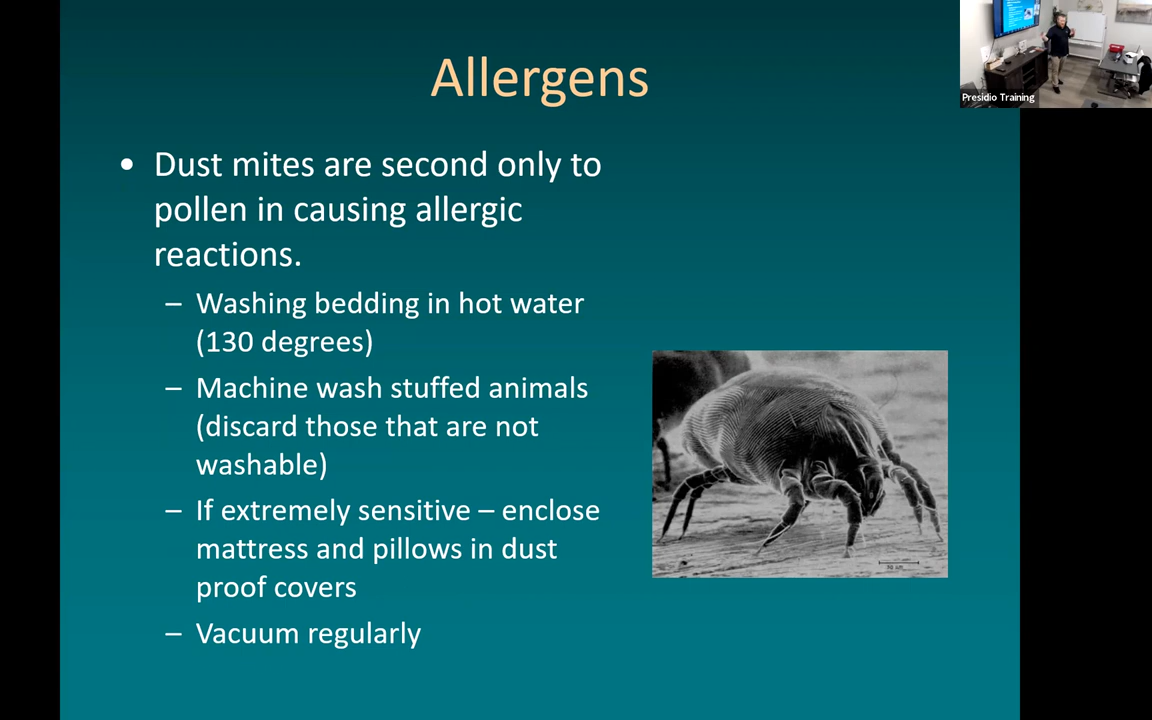 Allergens
Presidio Training
• Dust mites are second only to
pollen in causing allergic
reactions.
– Washing bedding in hot water
(130 degrees)
– Machine wash stuffed animals
(discard those that are not
washable)
– If extremely sensitive – enclose
mattress and pillows in dust
proof covers
– Vacuum regularly